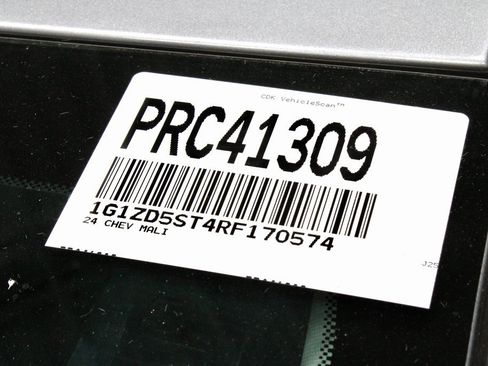 CDK VehicleScan™
PRC41309
1G1ZD5ST4RF170574
24 CHEV MALI
J25